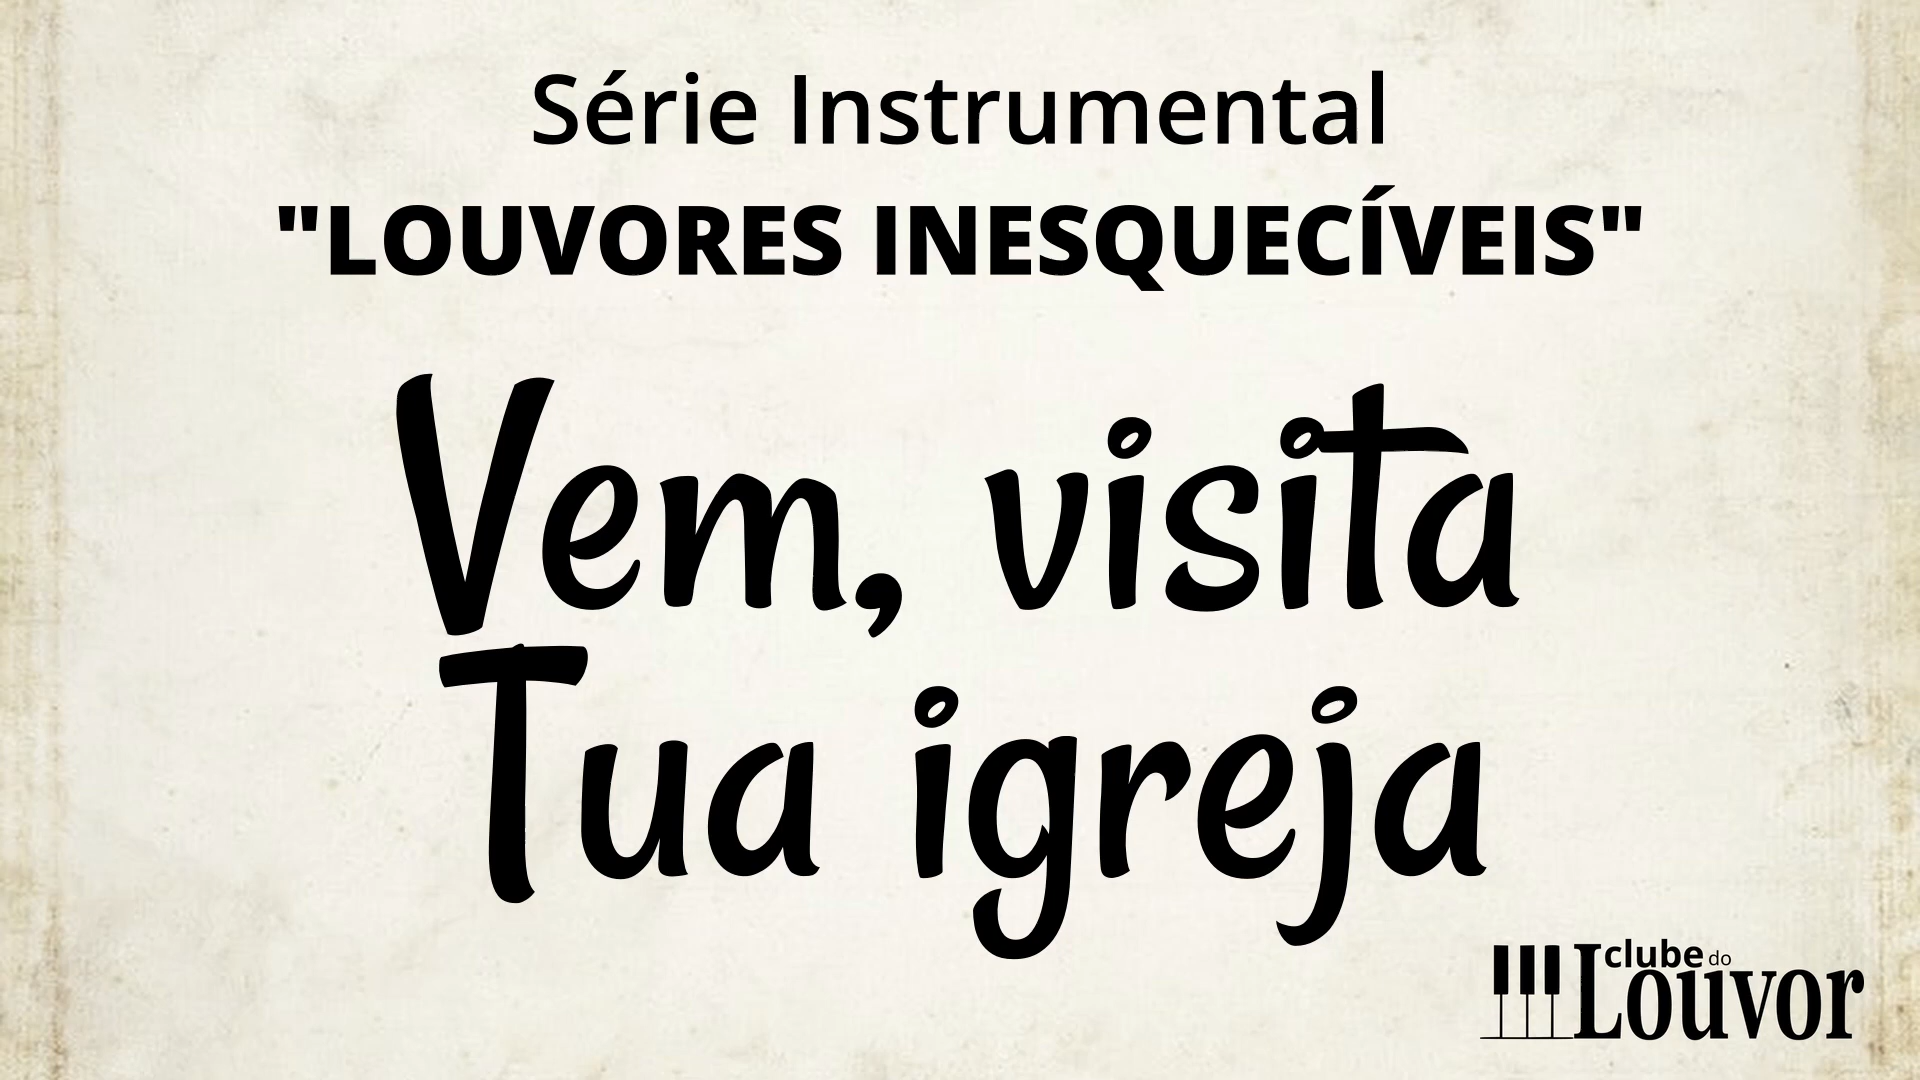 Série Instrumental
"LOUVORES INESQUECÍVEIS"
Vem, visita
Tua igreja
clube do
Louvor